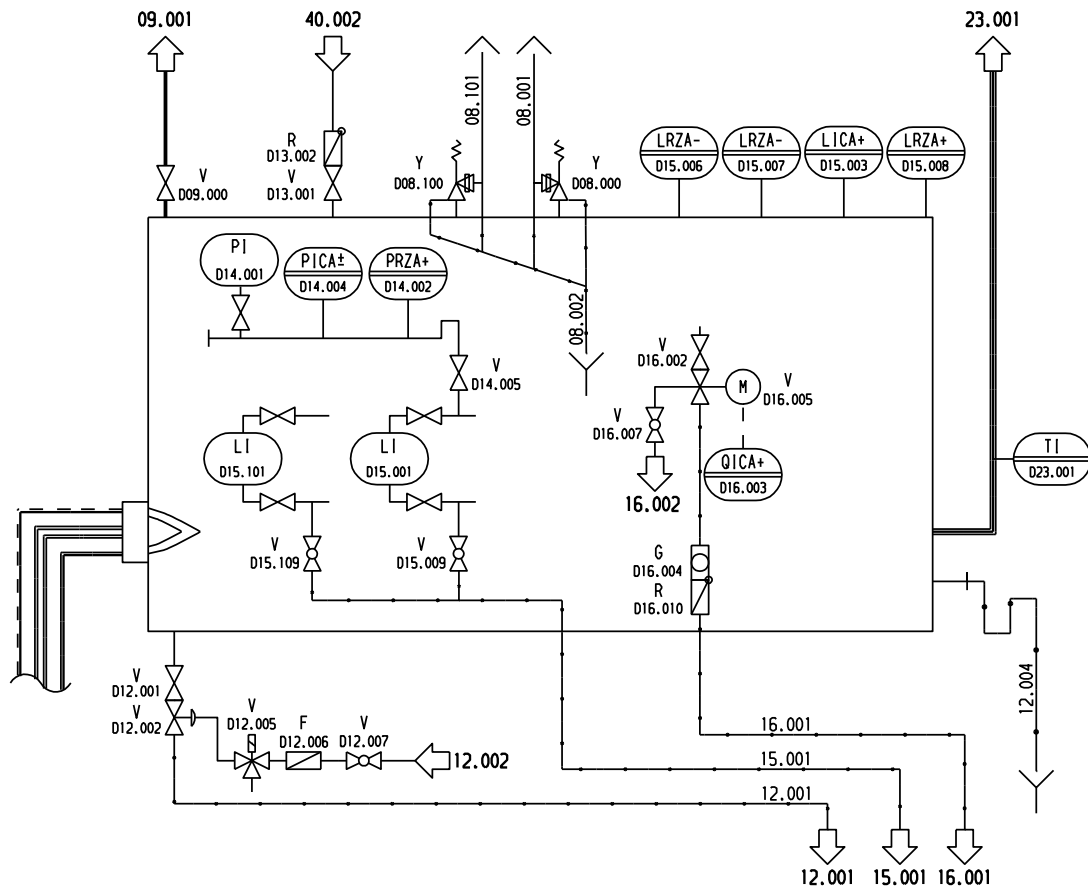 09.001
40.002
23.001
08.101
08.001
R
D13.002
V
D13.001
V
D09.000
Y
D08.100
Y
D08.000
LRZA-
D15.006
LRZA-
D15.007
LICA+
D15.003
LRZA+
D15.008
PI
D14.001
PICA±
D14.004
PRZA+
D14.002
08.002
V
D14.005
V
D16.002
M
V
D16.005
V
D16.007
LI
D15.101
LI
D15.001
QICA+
D16.003
TI
D23.001
16.002
V
D15.109
V
D15.009
G
D16.004
R
D16.010
V
D12.001
V
D12.002
V
D12.005
F
D12.006
V
D12.007
12.002
12.004
16.001
15.001
12.001
12.001
15.001
16.001